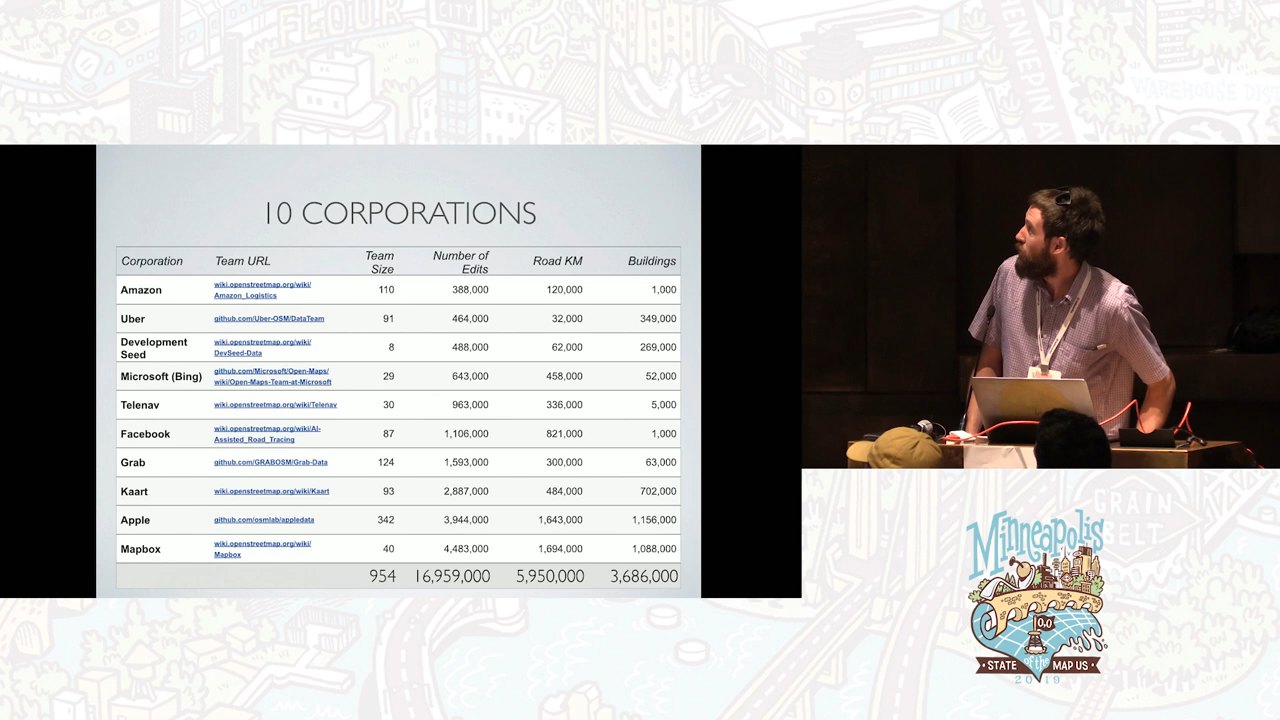 FLOUR
CITY
HENNEPIN AV
WAREHOUSE DIST
10 CORPORATIONS
Corporation Team URL Team Size Number of Edits Road KM Buildings
Amazon wiki.openstreetmap.org/wiki/Amazon_Logistics 110 388,000 120,000 1,000
Uber github.com/Uber-OSM/DataTeam 91 464,000 32,000 349,000
Development Seed wiki.openstreetmap.org/wiki/DevSeed-Data 8 488,000 62,000 269,000
Microsoft (Bing) github.com/Microsoft/Open-Maps/wiki/Open-Maps-Team-at-Microsoft 29 643,000 458,000 52,000
Telenav wiki.openstreetmap.org/wiki/Telenav 30 963,000 336,000 5,000
Facebook wiki.openstreetmap.org/wiki/AI-Assisted_Road_Tracing 87 1,106,000 821,000 1,000
Grab github.com/GRABOSM/Grab-Data 124 1,593,000 300,000 63,000
Kaart wiki.openstreetmap.org/wiki/Kaart 93 2,887,000 484,000 702,000
Apple github.com/osmlab/appledata 342 3,944,000 1,643,000 1,156,000
Mapbox wiki.openstreetmap.org/wiki/Mapbox 40 4,483,000 1,694,000 1,088,000
954 16,959,000 5,950,000 3,686,000
GRAIN
BELT
Minneapolis
0,0
STATE of the MAP US
2019